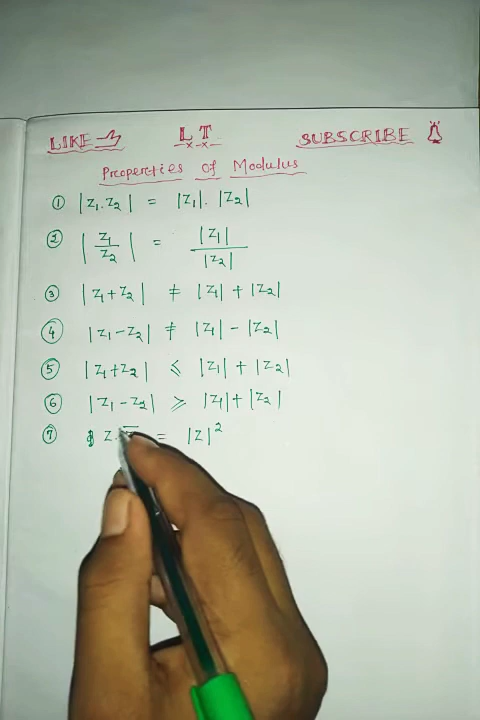 LIKE LT SUBSCRIBE
Properties of Modulus
① |z₁.z₂| = |z₁|.|z₂|
② |z₁/z₂| = |z₁|/|z₂|
③ |z₁+z₂| ≠ |z₁|+|z₂|
④ |z₁-z₂| ≠ |z₁|-|z₂|
⑤ |z₁+z₂| ≤ |z₁|+|z₂|
⑥ |z₁-z₂| ≥ |z₁|+|z₂|
⑦ z. = |z|²